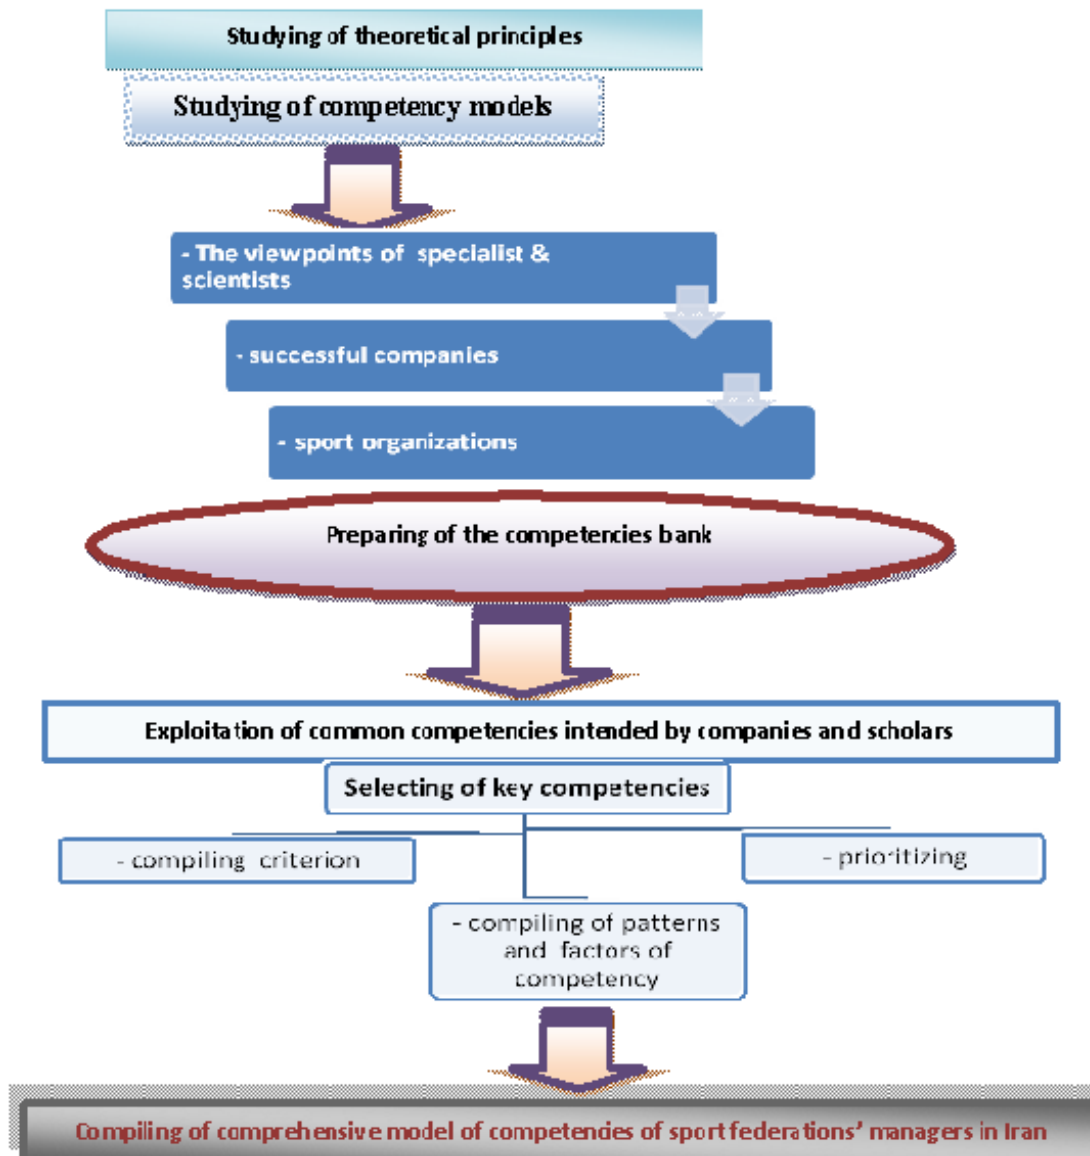 Studying of theoretical principles
Studying of competency models
- The viewpoints of specialist &
scientists
- successful companies
- sport organizations
Preparing of the competencies bank
Exploitation of common competencies intended by companies and scholars
Selecting of key competencies
- compiling criterion
- prioritizing
- compiling of patterns
and factors of
competency
Compiling of comprehensive model of competencies of sport federations' managers in Iran